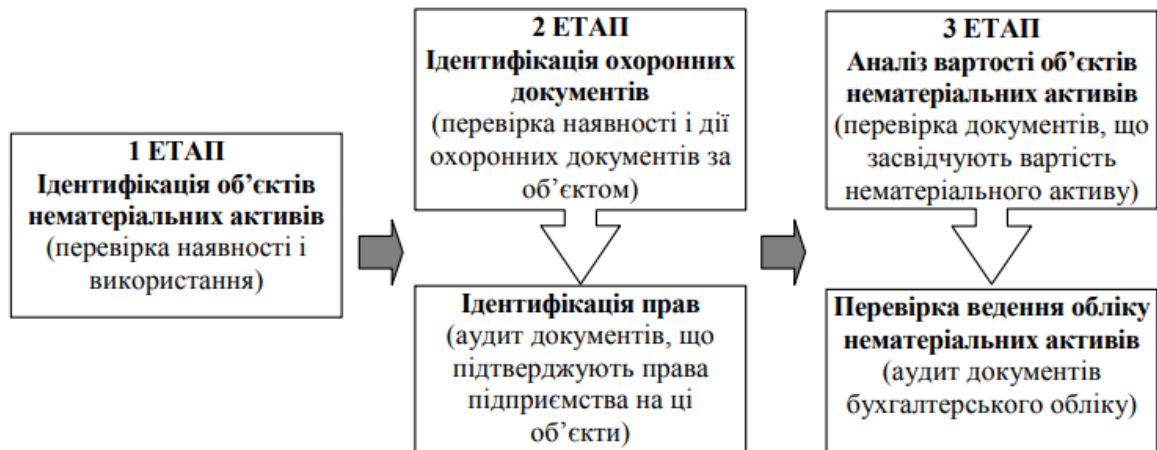 1 ЕТАП
Ідентифікація об’єктів
нематеріальних активів
(перевірка наявності і
використання)
2 ЕТАП
Ідентифікація охоронних
документів
(перевірка наявності і дії
охоронних документів за
об’єктом)
Ідентифікація прав
(аудит документів, що
підтверджують права
підприємства на ці
об’єкти)
3 ЕТАП
Аналіз вартості об’єктів
нематеріальних активів
(перевірка документів, що
засвідчують вартість
нематеріального активу)
Перевірка ведення обліку
нематеріальних активів
(аудит документів
бухгалтерського обліку)